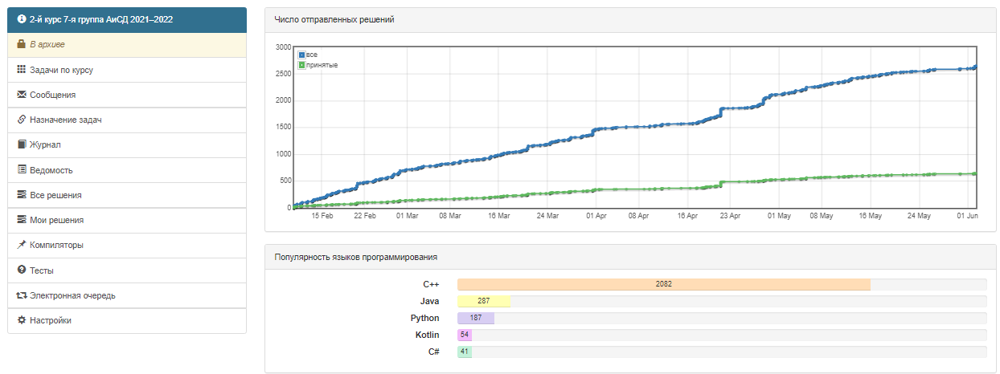 2-й курс 7-я группа АиСД 2021–2022
В архиве
Задачи по курсу
Сообщения
Назначение задач
Журнал
Ведомость
Все решения
Мои решения
Компиляторы
Тесты
Электронная очередь
Настройки
Число отправленных решений
3000
2500
2000
1500
1000
500
0
все
принятые
15 Feb 22 Feb 01 Mar 08 Mar 16 Mar 24 Mar 01 Apr 08 Apr 16 Apr 23 Apr 01 May 08 May 16 May 24 May 01 Jun
Популярность языков программирования
C++ 2082
Java 287
Python 187
Kotlin 54
C# 41